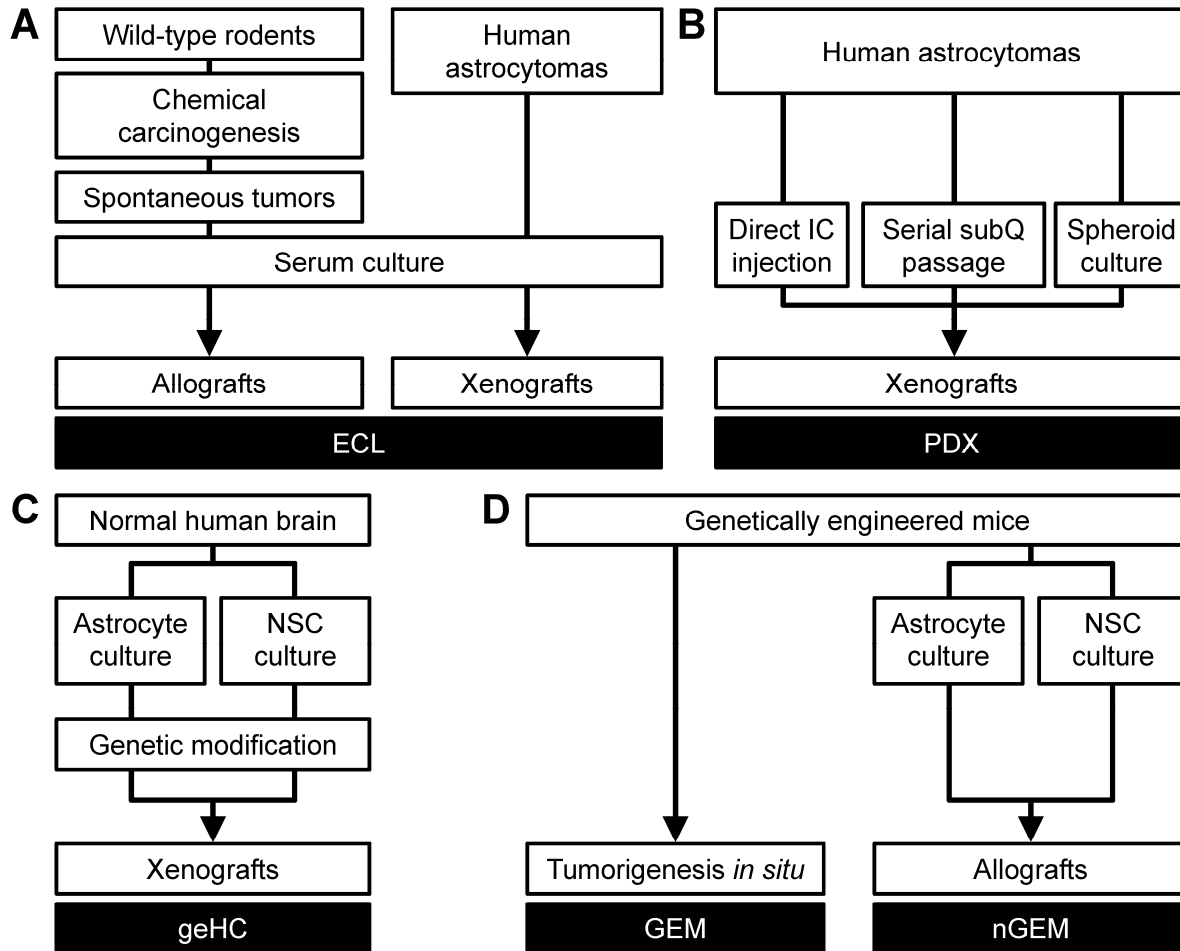 A
Wild-type rodents
Chemical
carcinogenesis
Spontaneous tumors
Human
astrocytomas
Serum culture
Allografts
Xenografts
ECL
B
Human astrocytomas
Direct IC
injection
Serial subQ
passage
Spheroid
culture
Xenografts
PDX
C
Normal human brain
Astrocyte
culture
NSC
culture
Genetic modification
Xenografts
geHC
D
Genetically engineered mice
Astrocyte
culture
NSC
culture
Tumorigenesis in situ
GEM
Allografts
nGEM